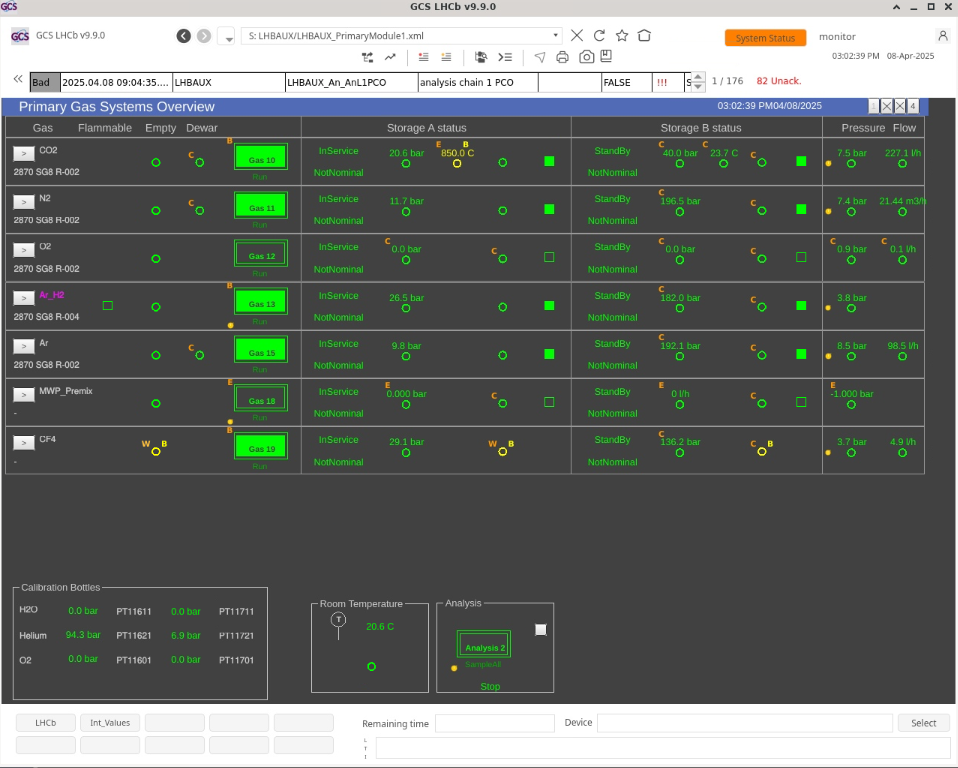 GCS LHCb v9.9.0
GCS GCS LHCb v9.9.0 S: LHBAUX/LHBAUX_PrimaryModule1.xml System Status monitor
03:02:39 PM 08-Apr-2025
Bad 2025.04.08 09:04:35.... LHBAUX LHBAUX_An_AnL1PCO analysis chain 1 PCO FALSE !!! S 1 / 176 82 Unack.
Primary Gas Systems Overview 03:02:39 PM04/08/2025 1 4
Gas Flammable Empty Dewar Storage A status Storage B status Pressure Flow
> CO2 C B Gas 10 Run InService 20.6 bar E B 850.0 C StandBy C 40.0 bar C 23.7 C C 7.5 bar 227.1 l/h
2870 SG8 R-002 NotNominal NotNominal
> N2 C B Gas 11 Run InService 11.7 bar StandBy C 196.5 bar C 7.4 bar 21.44 m3/h
2870 SG8 R-002 NotNominal NotNominal
> O2 Gas 12 Run InService C 0.0 bar C StandBy C 0.0 bar C C 0.9 bar C 0.1 l/h
2870 SG8 R-002 NotNominal NotNominal
> Ar_H2 B Gas 13 Run InService 26.5 bar StandBy C 182.0 bar C 3.8 bar
2870 SG8 R-004 NotNominal NotNominal
> Ar C B Gas 15 Run InService 9.8 bar StandBy C 192.1 bar C 8.5 bar 98.5 l/h
2870 SG8 R-002 NotNominal NotNominal
> MWP_Premix E Gas 18 Run InService E 0.000 bar C StandBy E 0 l/h C E -1.000 bar
- NotNominal NotNominal
> CF4 W B B Gas 19 Run InService 29.1 bar W B StandBy C 136.2 bar C B 3.7 bar 4.9 l/h
- NotNominal NotNominal
Calibration Bottles
H2O 0.0 bar PT11611 0.0 bar PT11711
Helium 94.3 bar PT11621 6.9 bar PT11721
O2 0.0 bar PT11601 0.0 bar PT11701
Room Temperature
T 20.6 C
Analysis
Analysis 2
SampleAll
Stop
LHCb Int_Values Remaining time Device Select
L
T
I